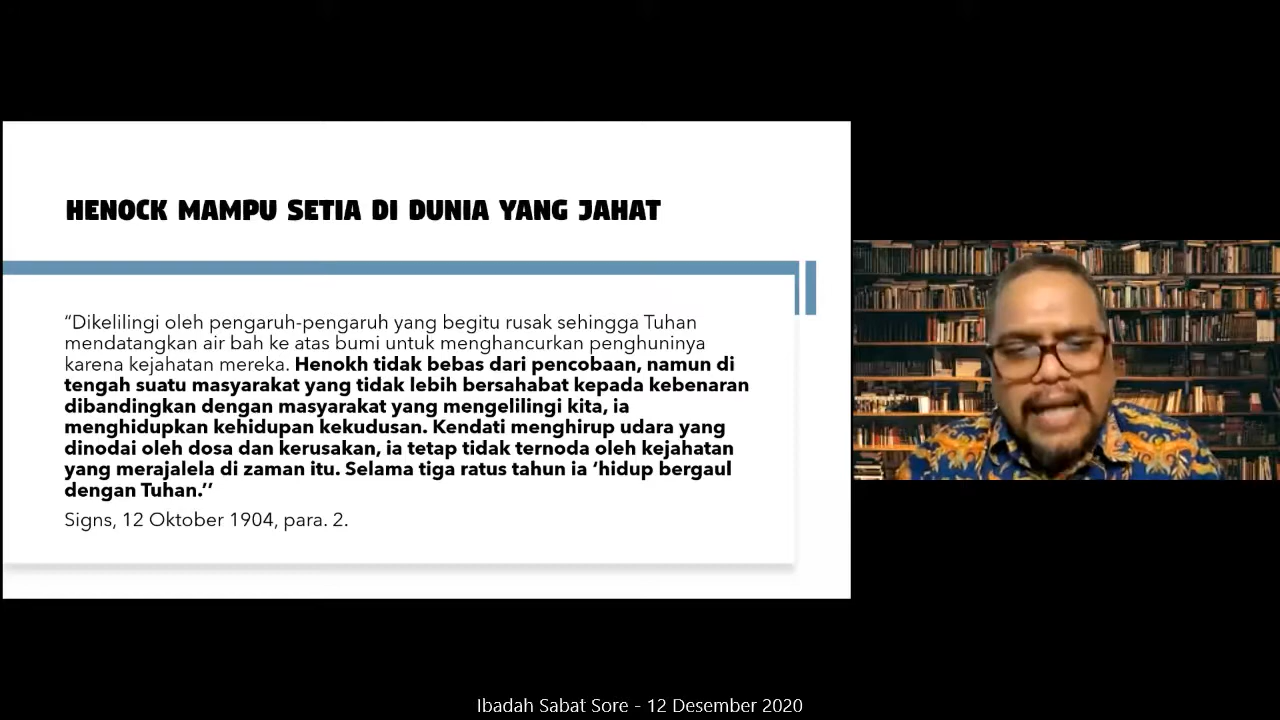 HENOCK MAMPU SETIA DI DUNIA YANG JAHAT
“Dikelilingi oleh pengaruh-pengaruh yang begitu rusak sehingga Tuhan
mendatangkan air bah ke atas bumi untuk menghancurkan penghuninya
karena kejahatan mereka. Henokh tidak bebas dari pencobaan, namun di
tengah suatu masyarakat yang tidak lebih bersahabat kepada kebenaran
dibandingkan dengan masyarakat yang mengelilingi kita, ia
menghidupkan kehidupan kekudusan. Kendati menghirup udara yang
dinodai oleh dosa dan kerusakan, ia tetap tidak ternoda oleh kejahatan
yang merajalela di zaman itu. Selama tiga ratus tahun ia ‘hidup bergaul
dengan Tuhan.’’
Signs, 12 Oktober 1904, para. 2.
Ibadah Sabat Sore - 12 Desember 2020